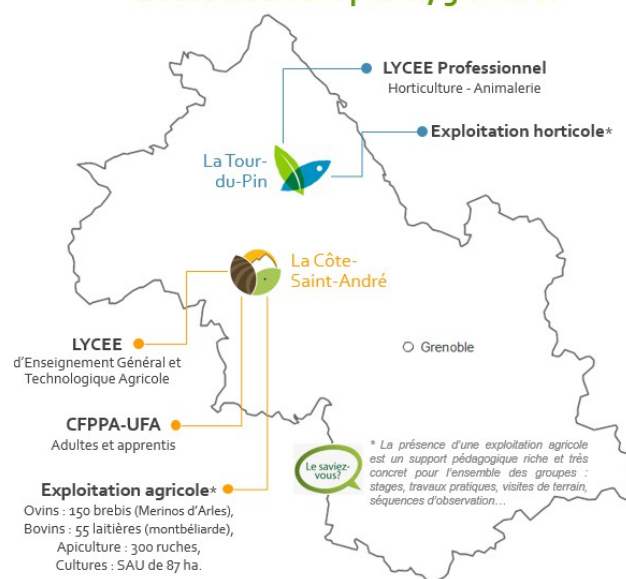 LYCEE Professionnel
Horticulture - Animalerie
Exploitation horticole*
La Tour-
du-Pin
La Côte-
Saint-André
LYCEE
d'Enseignement Général et
Technologique Agricole
Grenoble
CFPPA-UFA
Adultes et apprentis
Le saviez-
vous?
* La présence d'une exploitation agricole
est un support pédagogique riche et très
concret pour l'ensemble des groupes :
stages, travaux pratiques, visites de terrain,
séquences d'observation...
Exploitation agricole*
Ovins : 150 brebis (Merinos d'Arles),
Bovins : 55 laitières (montbéliarde),
Apiculture : 300 ruches,
Cultures : SAU de 87 ha.